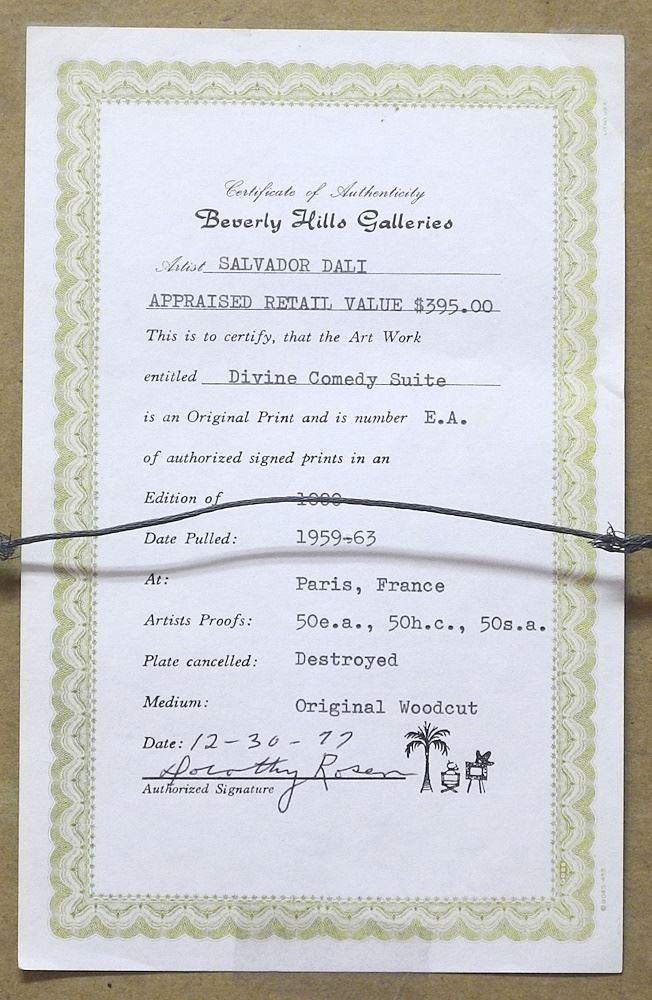 Certificate of Authenticity
Beverly Hills Galleries
Artist SALVADOR DALI
APPRAISED RETAIL VALUE $395.00
This is to certify, that the Art Work
entitled Divine Comedy Suite
is an Original Print and is number E.A.
of authorized signed prints in an
Edition of 1000
Date Pulled: 1959-63
At: Paris, France
Artists Proofs: 50e.a., 50h.c., 50s.a.
Plate cancelled: Destroyed
Medium: Original Woodcut
Date: 12-30-77
Dorothy Rosen
Authorized Signature